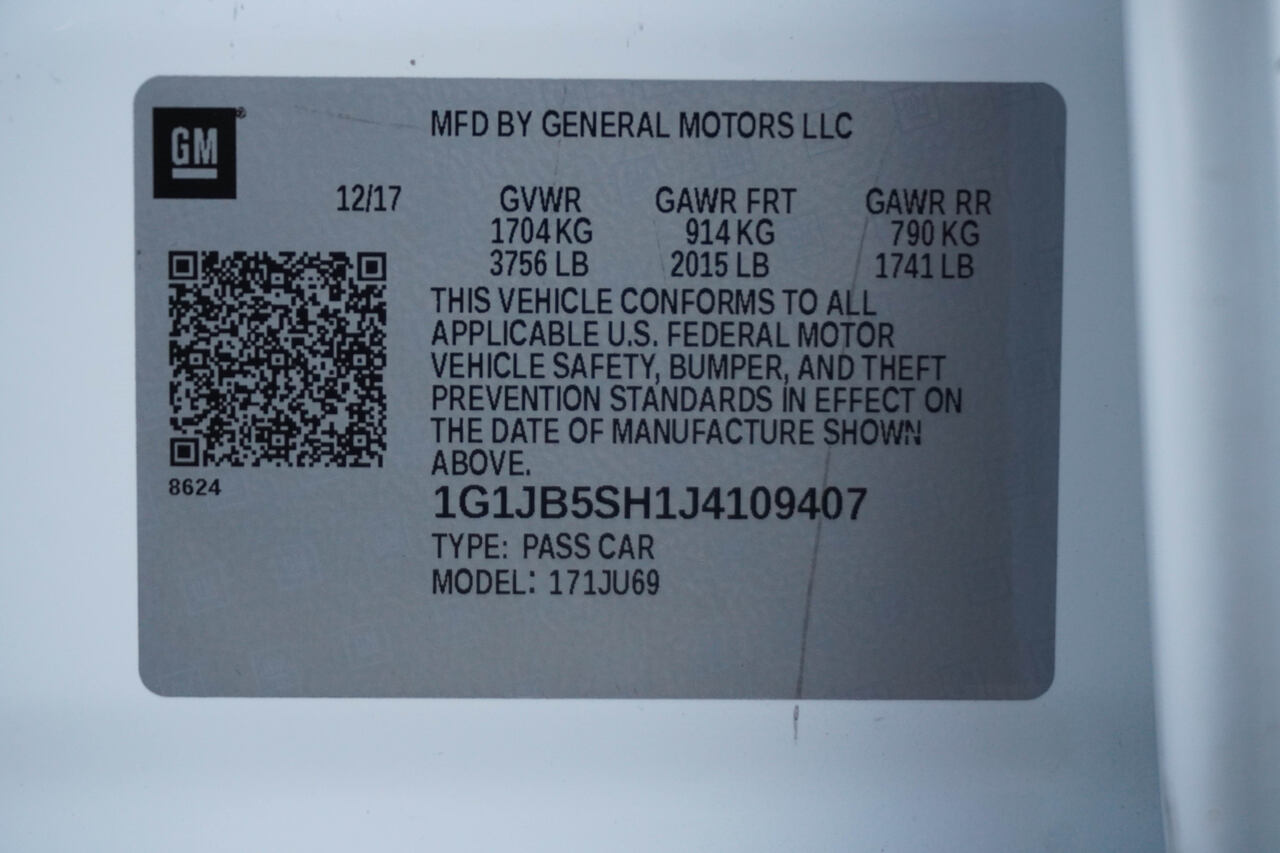 GM
MFD BY GENERAL MOTORS LLC
12/17 GVWR GAWR FRT GAWR RR
1704 KG 914 KG 790 KG
3756 LB 2015 LB 1741 LB
THIS VEHICLE CONFORMS TO ALL
APPLICABLE U.S. FEDERAL MOTOR
VEHICLE SAFETY, BUMPER, AND THEFT
PREVENTION STANDARDS IN EFFECT ON
THE DATE OF MANUFACTURE SHOWN
ABOVE.
8624
1G1JB5SH1J4109407
TYPE: PASS CAR
MODEL: 171JU69